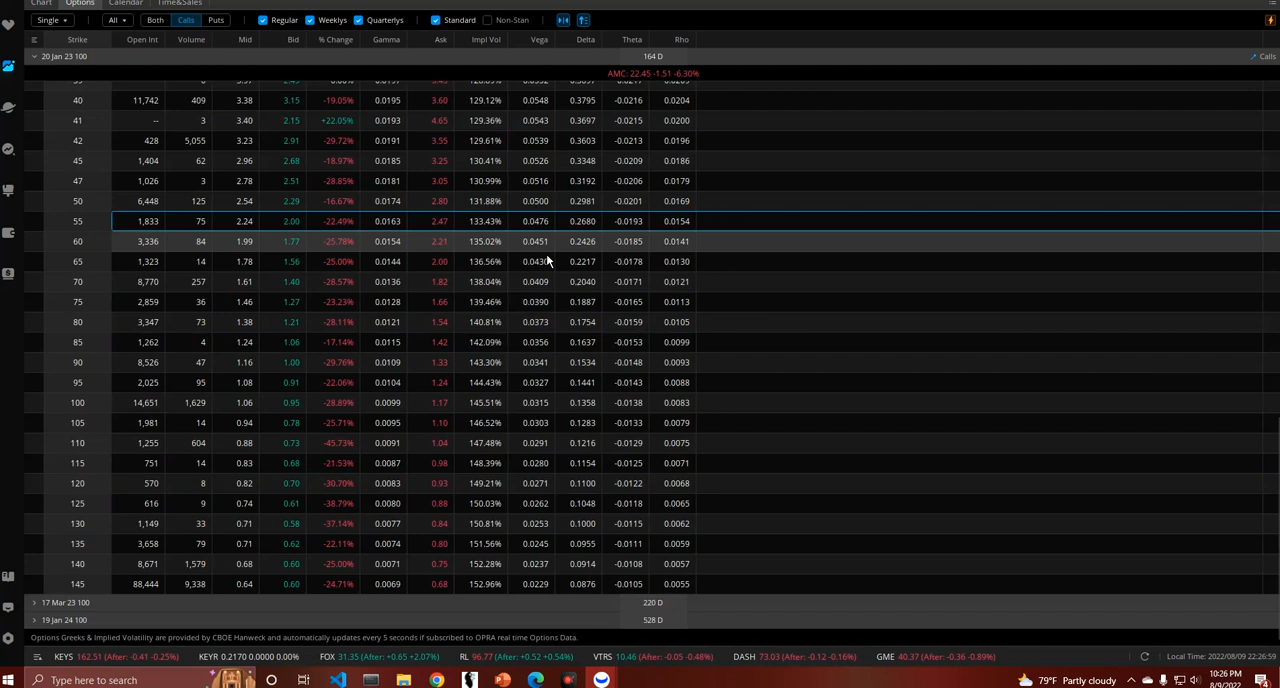 Chart Options Calendar Time&Sales
Single All Both Calls Puts Regular Weeklys Quarterlys Standard Non-Stan
Strike Open Int Volume Mid Bid % Change Gamma Ask Impl Vol Vega Delta Theta Rho
20 Jan 23 100 164 D Calls
AMC: 22.45 -1.51 -6.30%
40 11,742 409 3.38 3.15 -19.05% 0.0195 3.60 129.12% 0.0548 0.3795 -0.0216 0.0204
41 -- 3 3.40 2.15 +22.05% 0.0193 4.65 129.36% 0.0543 0.3697 -0.0215 0.0200
42 428 5,055 3.23 2.91 -29.72% 0.0191 3.55 129.61% 0.0539 0.3603 -0.0213 0.0196
45 1,404 62 2.96 2.68 -18.97% 0.0185 3.25 130.41% 0.0526 0.3348 -0.0209 0.0186
47 1,026 3 2.78 2.51 -28.85% 0.0181 3.05 130.99% 0.0516 0.3192 -0.0206 0.0179
50 6,448 125 2.54 2.29 -16.67% 0.0174 2.80 131.88% 0.0500 0.2981 -0.0201 0.0169
55 1,833 75 2.24 2.00 -22.49% 0.0163 2.47 133.43% 0.0476 0.2680 -0.0193 0.0154
60 3,336 84 1.99 1.77 -25.78% 0.0154 2.21 135.02% 0.0451 0.2426 -0.0185 0.0141
65 1,323 14 1.78 1.56 -25.00% 0.0144 2.00 136.56% 0.0430 0.2217 -0.0178 0.0130
70 8,770 257 1.61 1.40 -28.57% 0.0136 1.82 138.04% 0.0409 0.2040 -0.0171 0.0121
75 2,859 36 1.46 1.27 -23.23% 0.0128 1.66 139.46% 0.0390 0.1887 -0.0165 0.0113
80 3,347 73 1.38 1.21 -28.11% 0.0121 1.54 140.81% 0.0373 0.1754 -0.0159 0.0105
85 1,262 4 1.24 1.06 -17.14% 0.0115 1.42 142.09% 0.0356 0.1637 -0.0153 0.0099
90 8,526 47 1.16 1.00 -29.76% 0.0109 1.33 143.30% 0.0341 0.1534 -0.0148 0.0093
95 2,025 95 1.08 0.91 -22.06% 0.0104 1.24 144.43% 0.0327 0.1441 -0.0143 0.0088
100 14,651 1,629 1.06 0.95 -28.89% 0.0099 1.17 145.51% 0.0315 0.1358 -0.0138 0.0083
105 1,981 14 0.94 0.78 -25.71% 0.0095 1.10 146.52% 0.0303 0.1283 -0.0133 0.0079
110 1,255 604 0.88 0.73 -45.73% 0.0091 1.04 147.48% 0.0291 0.1216 -0.0129 0.0075
115 751 14 0.83 0.68 -21.53% 0.0087 0.98 148.39% 0.0280 0.1154 -0.0125 0.0071
120 570 8 0.82 0.70 -30.70% 0.0083 0.93 149.21% 0.0271 0.1100 -0.0122 0.0068
125 616 9 0.74 0.61 -38.79% 0.0080 0.88 150.03% 0.0262 0.1048 -0.0118 0.0065
130 1,149 33 0.71 0.58 -37.14% 0.0077 0.84 150.81% 0.0253 0.1000 -0.0115 0.0062
135 3,658 79 0.71 0.62 -22.11% 0.0074 0.80 151.56% 0.0245 0.0955 -0.0111 0.0059
140 8,671 1,579 0.68 0.60 -25.00% 0.0071 0.75 152.28% 0.0237 0.0914 -0.0108 0.0057
145 88,444 9,338 0.64 0.60 -24.71% 0.0069 0.68 152.96% 0.0229 0.0876 -0.0105 0.0055
17 Mar 23 100 220 D
19 Jan 24 100 528 D
Options Greeks & Implied Volatility are provided by CBOE Hanweck and automatically updates every 5 seconds if subscribed to OPRA real time Options Data.
KEYS 162.51 (After: -0.41 -0.25%) KEYR 0.2170 0.0000 0.00% FOX 31.35 (After: +0.65 +2.07%) RL 96.77 (After: +0.52 +0.54%) VTRS 10.46 (After: -0.05 -0.48%) DASH 73.03 (After: -0.12 -0.16%) GME 40.37 (After: -0.36 -0.89%) Local Time: 2022/08/09 22:26:59
Type here to search 79°F Partly cloudy 10:26 PM
8/9/2022 4